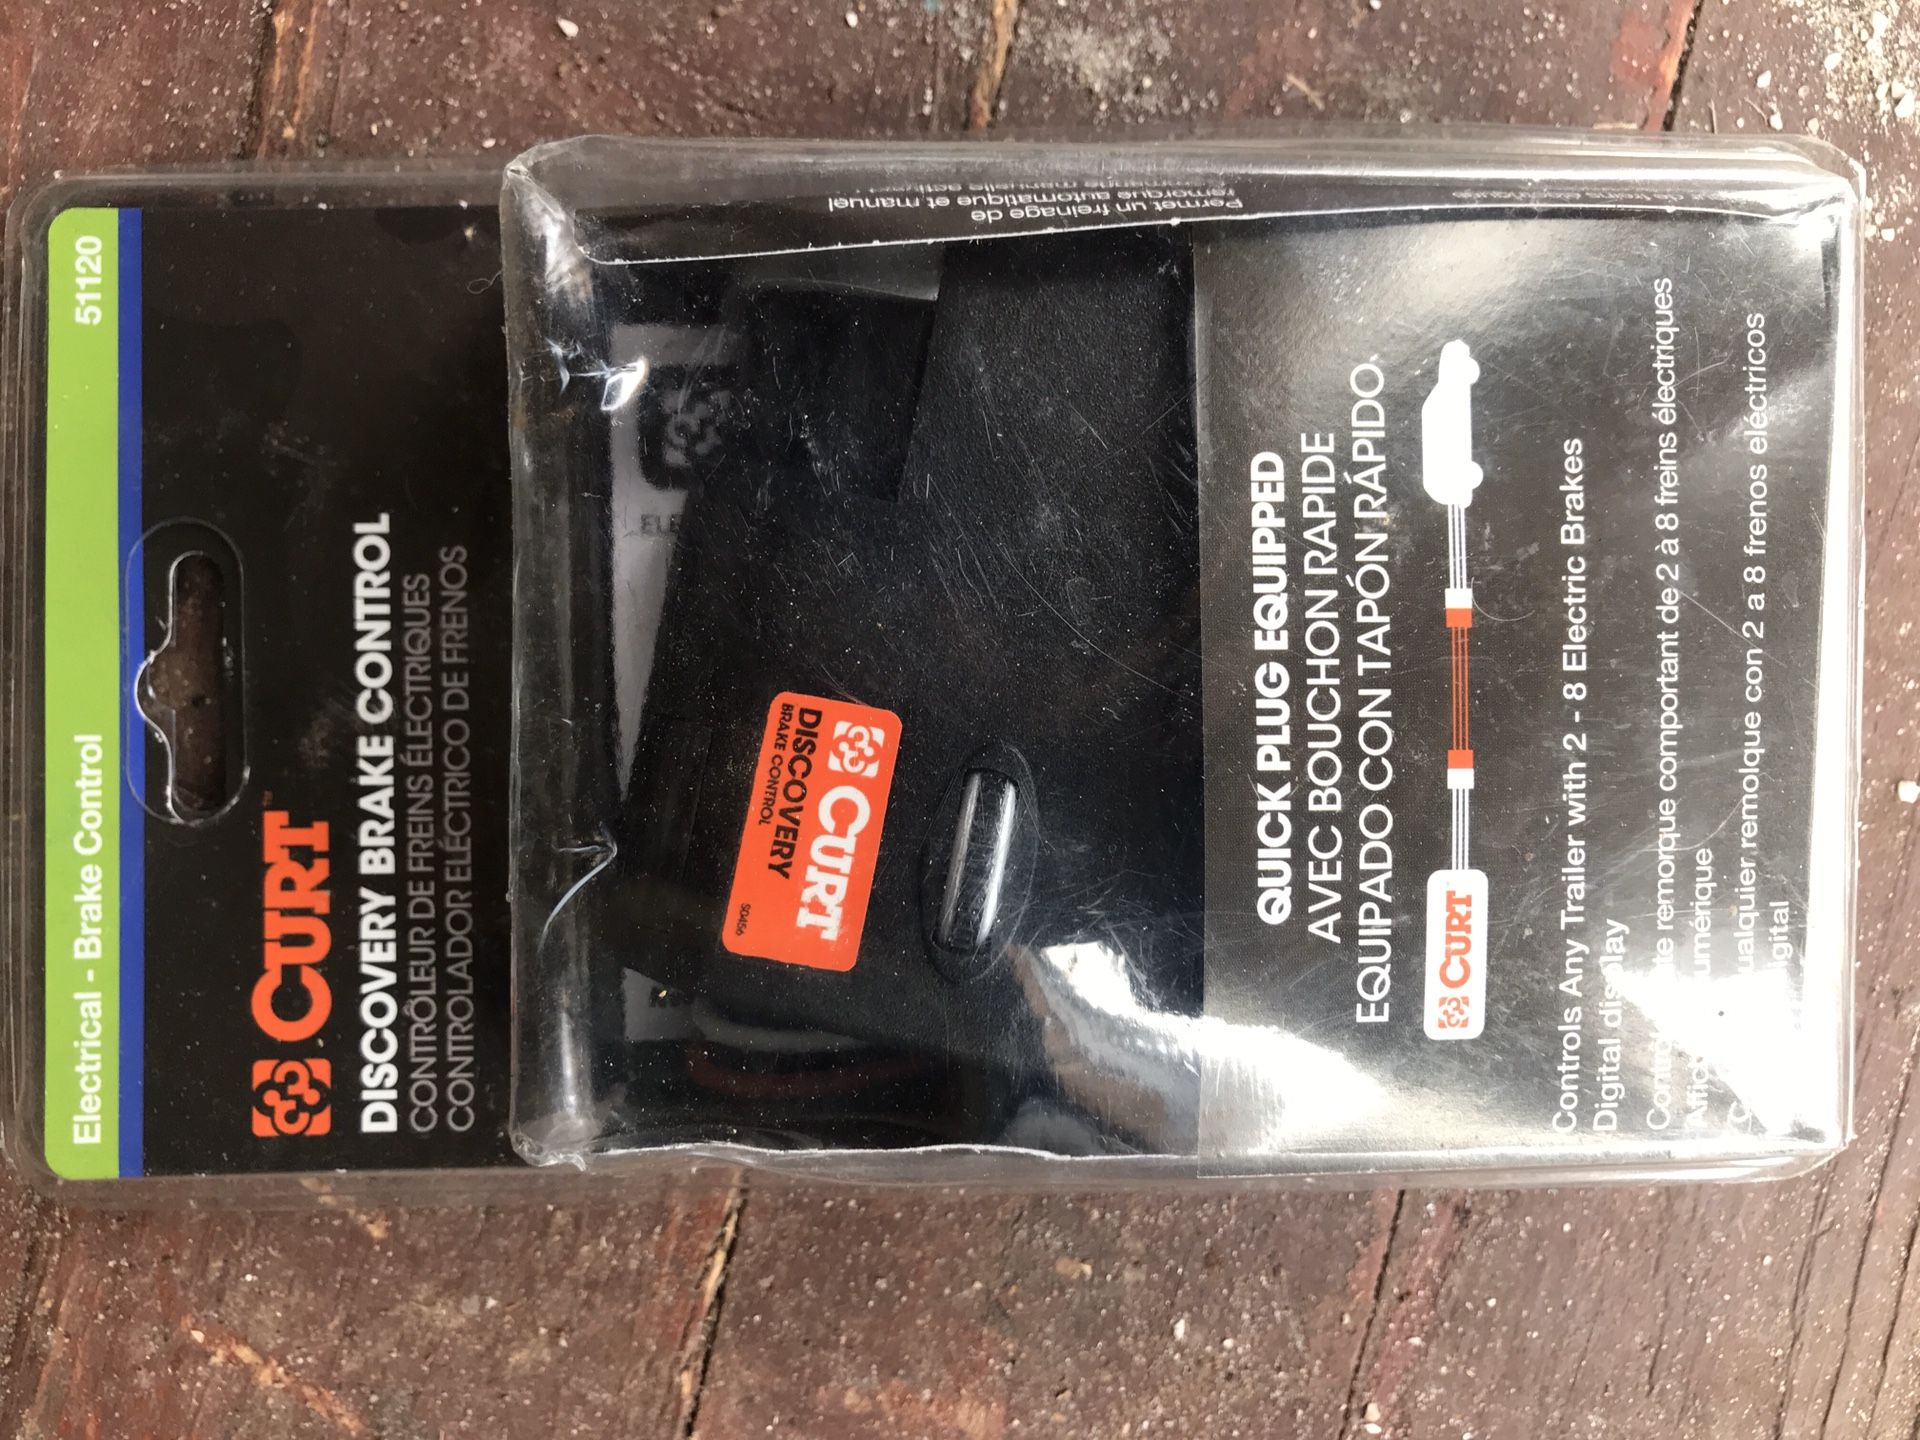 Electrical - Brake Control 51120
CURT™
DISCOVERY BRAKE CONTROL
CONTRÔLEUR DE FREINS ÉLECTRIQUES
CONTROLADOR ELÉCTRICO DE FRENOS
Permet un freinage de
remorque automatique et manuel
CURT
DISCOVERY
BRAKE CONTROL
QUICK PLUG EQUIPPED
AVEC BOUCHON RAPIDE
EQUIPADO CON TAPÓN RÁPIDO.
CURT
Controls Any Trailer with 2 - 8 Electric Brakes
Digital display
remorque comportant de 2 à 8 freins électriques
remolque con 2 a 8 frenos eléctricos